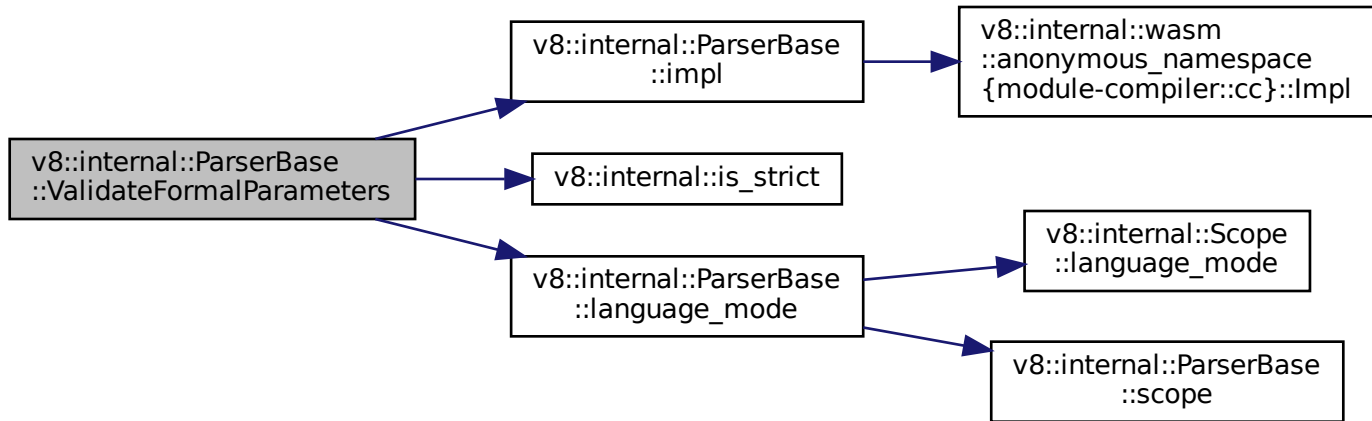 v8::internal::ParserBase
::ValidateFormalParameters
v8::internal::ParserBase
::impl
v8::internal::wasm
::anonymous_namespace
{module-compiler::cc}::Impl
v8::internal::is_strict
v8::internal::ParserBase
::language_mode
v8::internal::Scope
::language_mode
v8::internal::ParserBase
::scope